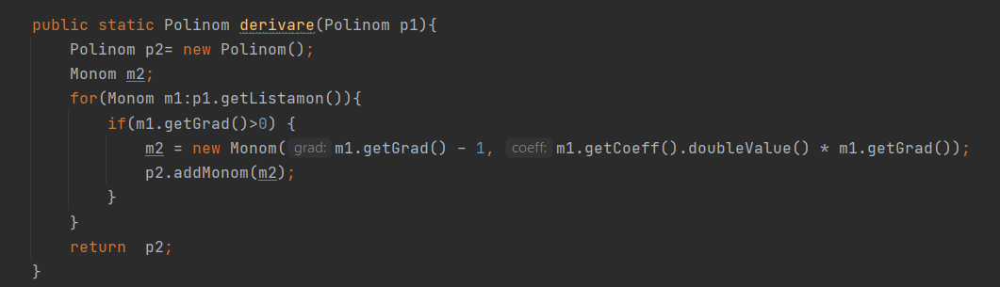 public static Polinom derivare(Polinom p1){
    Polinom p2= new Polinom();
    Monom m2;
    for(Monom m1:p1.getListamon()){
        if(m1.getGrad()>0) {
            m2 = new Monom( grad: m1.getGrad() - 1, coeff: m1.getCoeff().doubleValue() * m1.getGrad());
            p2.addMonom(m2);
        }
    }
    return  p2;
}